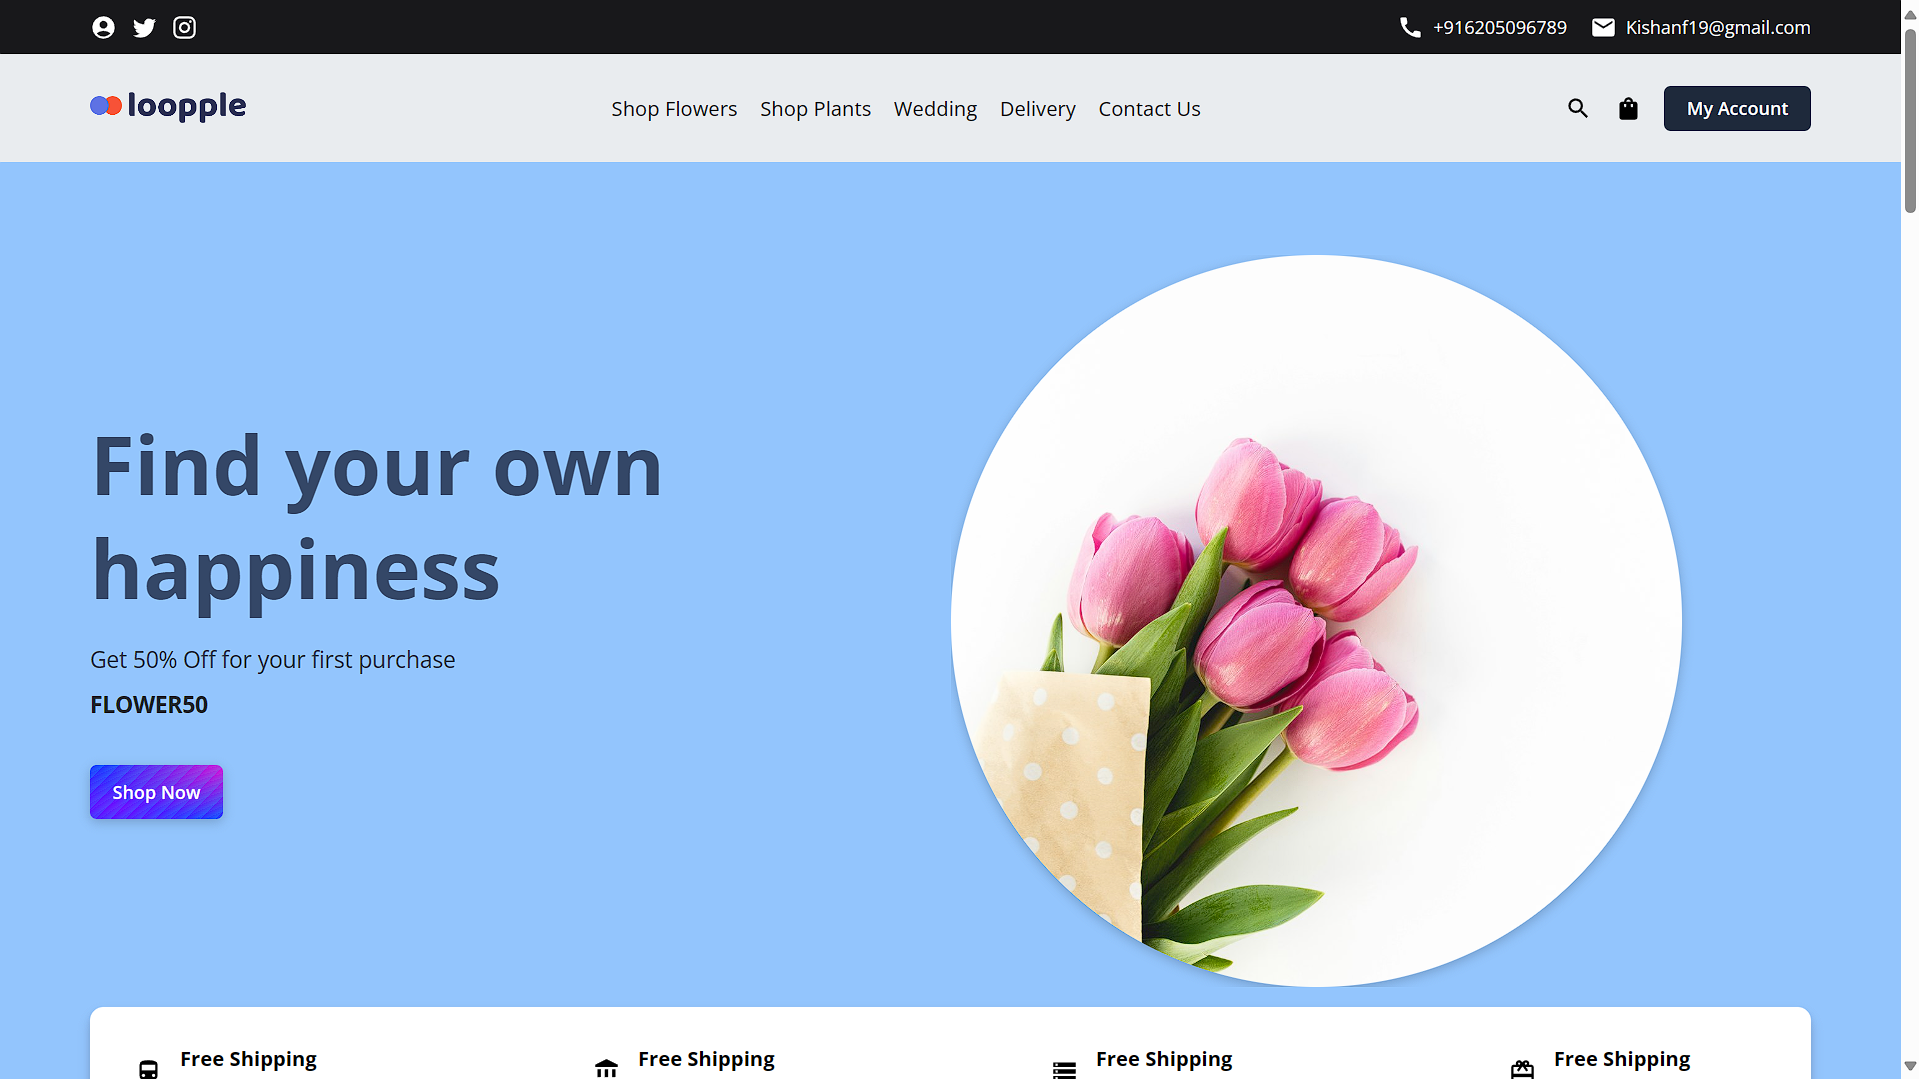 +916205096789
Kishanf19@gmail.com
loopple
Shop Flowers
Shop Plants
Wedding
Delivery
Contact Us
My Account
Find your own
happiness
Get 50% Off for your first purchase
FLOWER50
Shop Now
Free Shipping
Free Shipping
Free Shipping
Free Shipping